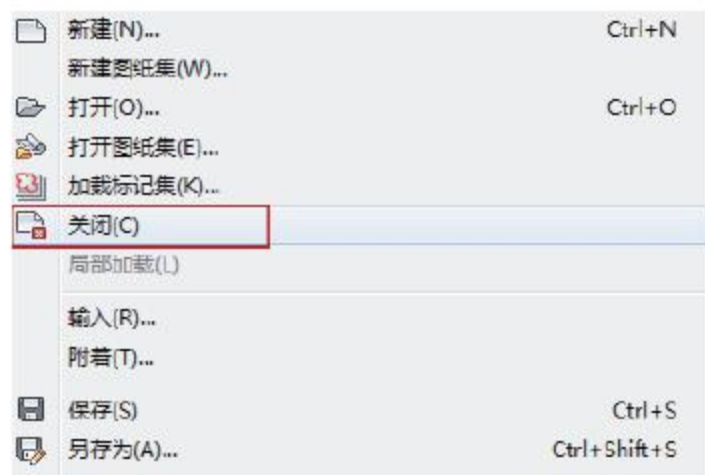 新建(N)... Ctrl+N
新建图纸集(W)...
打开(O)... Ctrl+O
打开图纸集(E)...
加载标记集(K)...
关闭(C)
局部加载(L)
输入(R)...
附着(T)...
保存(S) Ctrl+S
另存为(A)... Ctrl+Shift+S